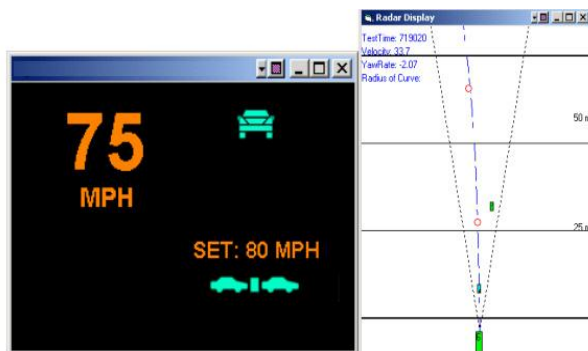 75
MPH
SET: 80 MPH
Radar Display
TestTime: 719020
Velocity: 33.7
YawRate: -2.07
Radius of Curve:
50 m
25 m